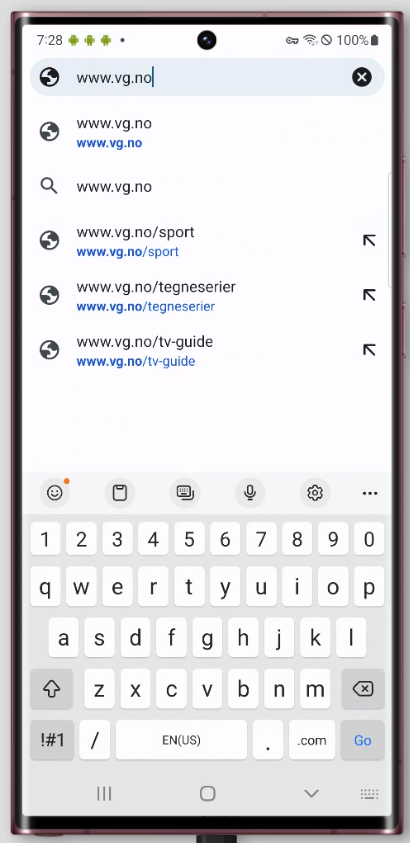 7:28 100%
www.vg.no
www.vg.no
www.vg.no
www.vg.no
www.vg.no/sport
www.vg.no/sport
www.vg.no/tegneserier
www.vg.no/tegneserier
www.vg.no/tv-guide
www.vg.no/tv-guide
1 2 3 4 5 6 7 8 9 0
q w e r t y u i o p
a s d f g h j k l
z x c v b n m
!#1 / EN(US) . .com Go